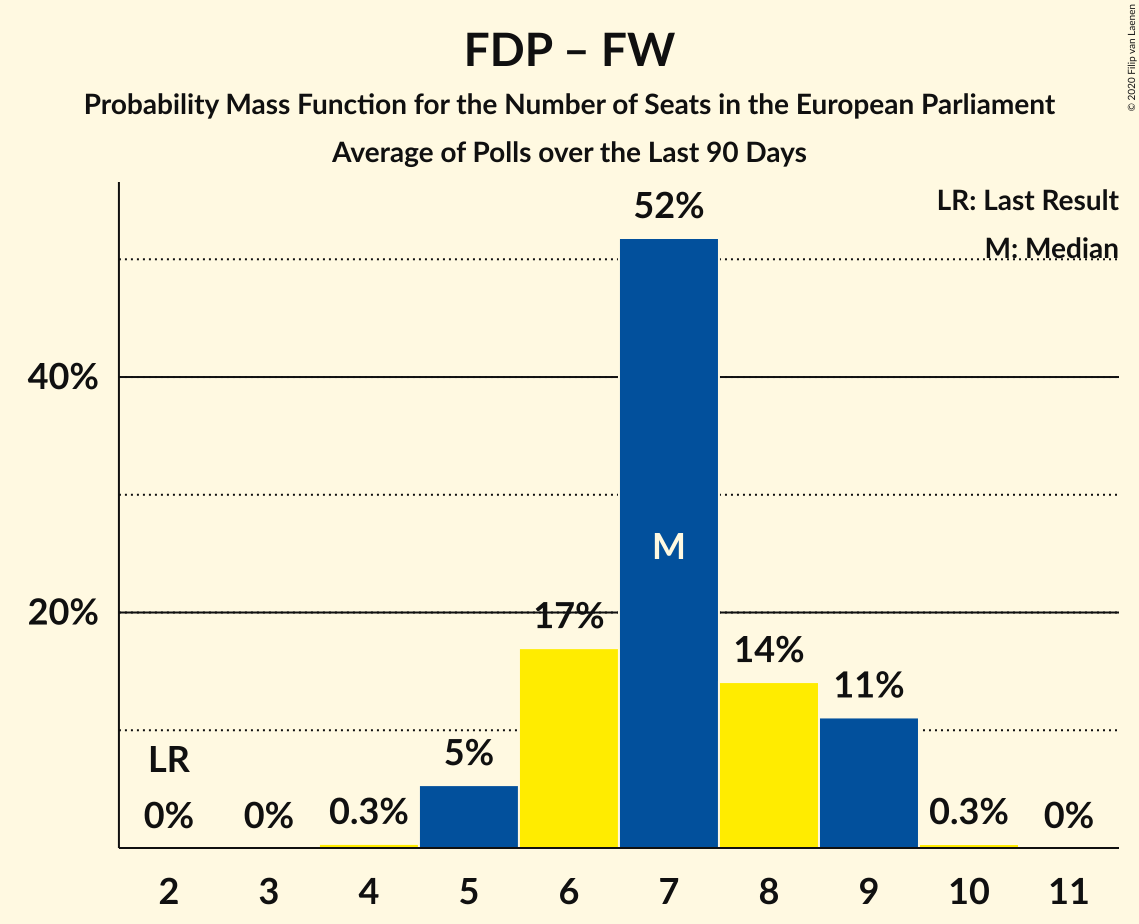 FDP – FW
Probability Mass Function for the Number of Seats in the European Parliament
Average of Polls over the Last 90 Days
© 2020 Filip van Laenen
LR: Last Result
M: Median
52%
40%
M
20%
17%
14%
11%
LR
5%
0%
0%
0.3%
0.3%
0%
2
3
4
5
6
7
8
9
10
11